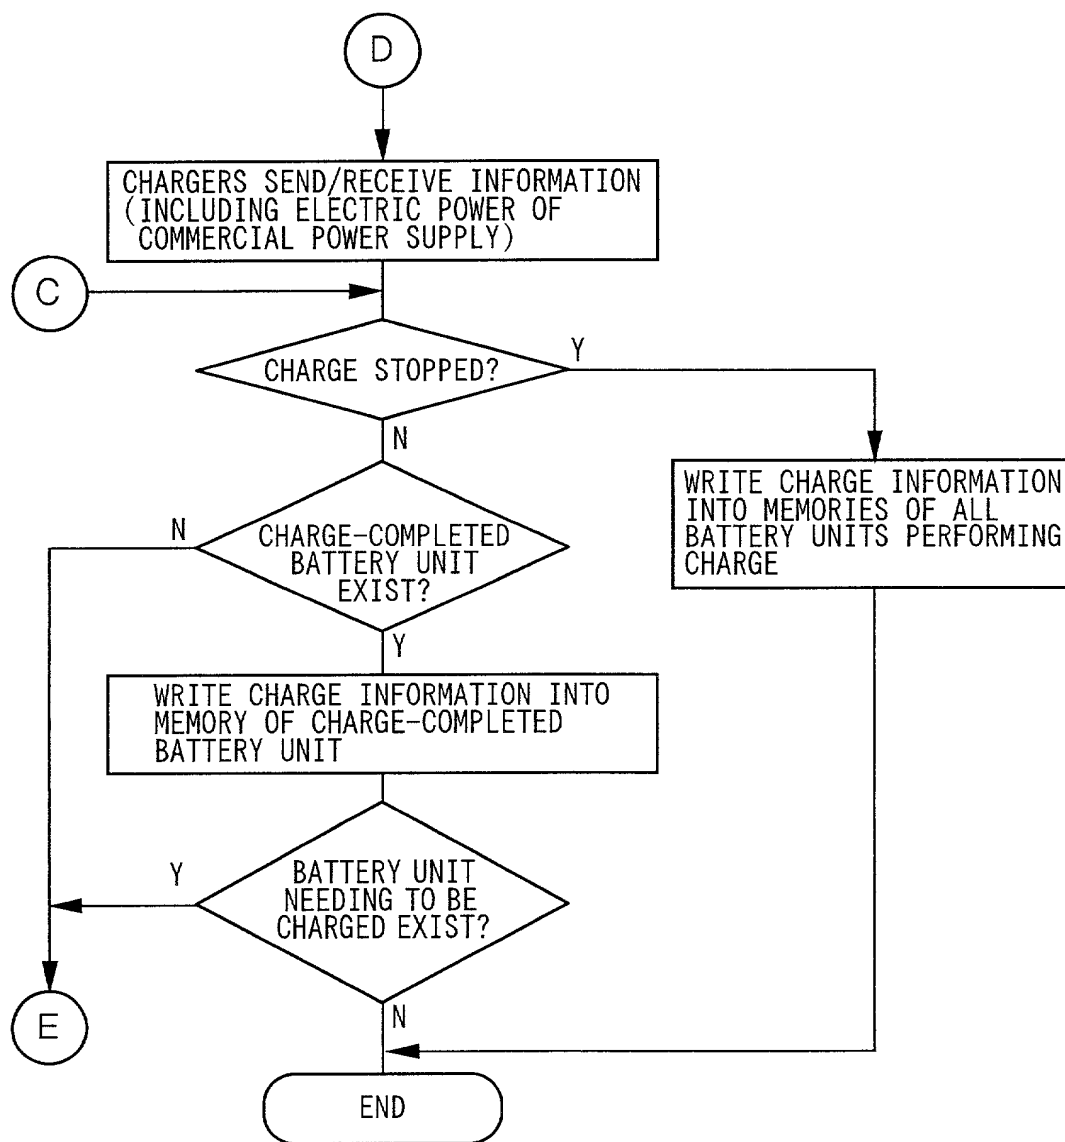 D
CHARGERS SEND/RECEIVE INFORMATION
(INCLUDING ELECTRIC POWER OF
COMMERCIAL POWER SUPPLY)
C
CHARGE STOPPED?
Y
N
WRITE CHARGE INFORMATION
INTO MEMORIES OF ALL
BATTERY UNITS PERFORMING
CHARGE
N
CHARGE-COMPLETED
BATTERY UNIT
EXIST?
Y
WRITE CHARGE INFORMATION INTO
MEMORY OF CHARGE-COMPLETED
BATTERY UNIT
Y
BATTERY UNIT
NEEDING TO BE
CHARGED EXIST?
N
E
END